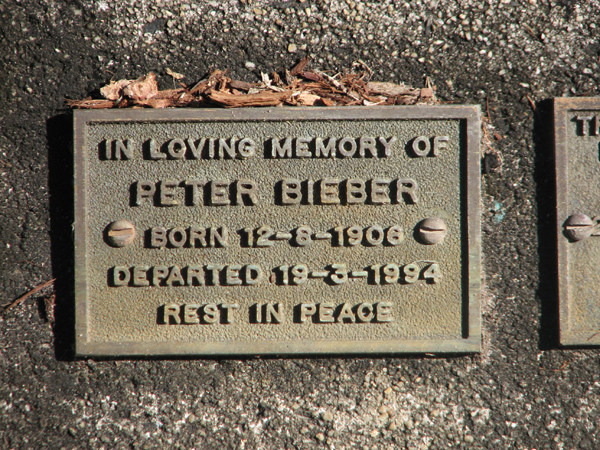 IN LOVING MEMORY OF
PETER BIEBER
BORN 12-8-1906
DEPARTED 19-3-1994
REST IN PEACE